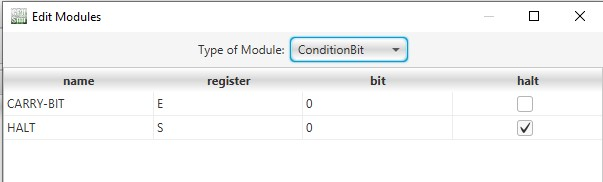 Edit Modules
Type of Module: ConditionBit
name register bit halt
CARRY-BIT E 0
HALT S 0